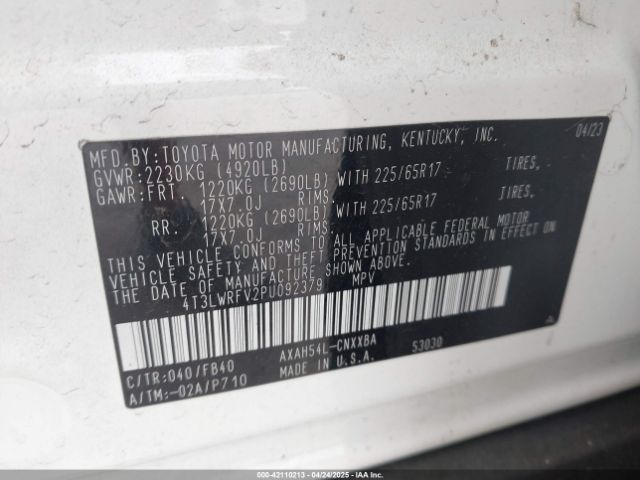 MFD.BY:TOYOTA MOTOR MANUFACTURING, KENTUCKY, INC. 04/23
GVWR:2230KG (4920LB)
GAWR:FRT. 1220KG (2690LB) WITH 225/65R17 TIRES,
17X7.0J RIMS.
RR. 1220KG (2690LB) WITH 225/65R17 TIRES,
17X7.0J RIMS.
THIS VEHICLE CONFORMS TO ALL APPLICABLE FEDERAL MOTOR
VEHICLE SAFETY AND THEFT PREVENTION STANDARDS IN EFFECT ON
THE DATE OF MANUFACTURE SHOWN ABOVE.
4T3LWRFV2PU092379 MPV
AXAH54L-CNXXBA 53030
C/TR:040/FB40 MADE IN U.S.A.
A/TM:-02A/P710
000-42110213 - 04/24/2025 - IAA Inc.